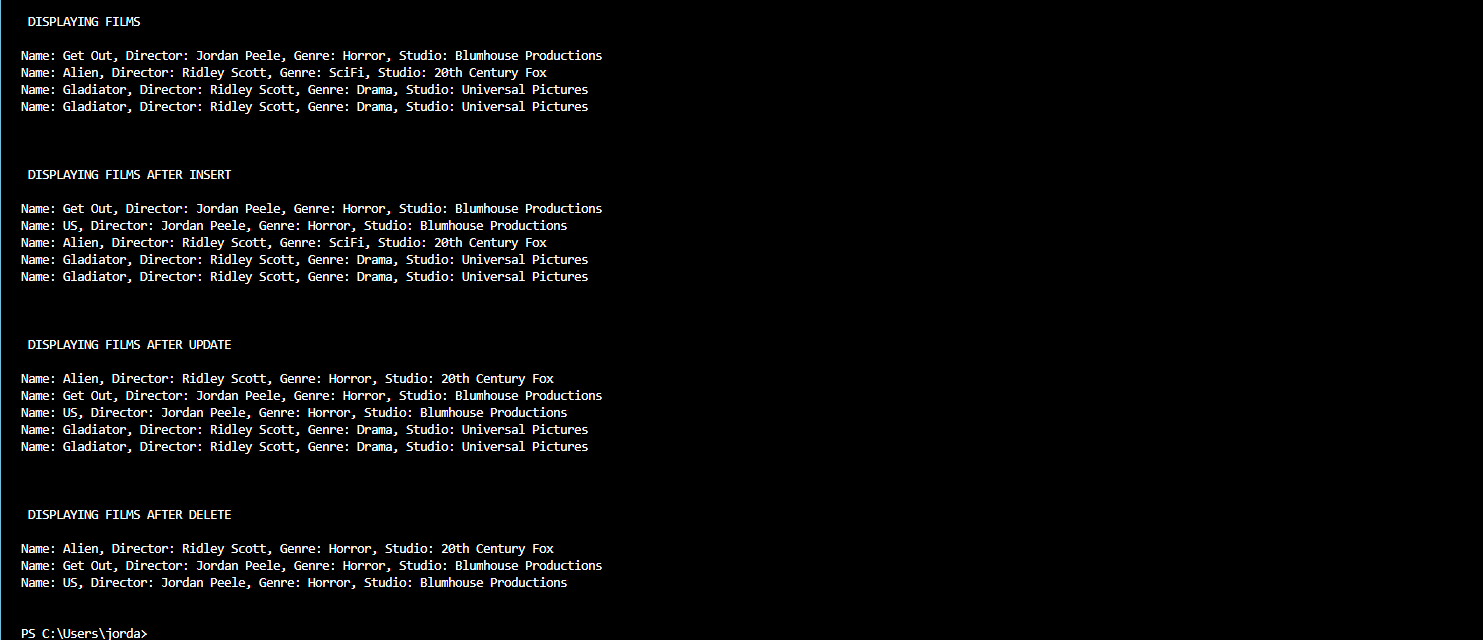 DISPLAYING FILMS
Name: Get Out, Director: Jordan Peele, Genre: Horror, Studio: Blumhouse Productions
Name: Alien, Director: Ridley Scott, Genre: SciFi, Studio: 20th Century Fox
Name: Gladiator, Director: Ridley Scott, Genre: Drama, Studio: Universal Pictures
Name: Gladiator, Director: Ridley Scott, Genre: Drama, Studio: Universal Pictures
DISPLAYING FILMS AFTER INSERT
Name: Get Out, Director: Jordan Peele, Genre: Horror, Studio: Blumhouse Productions
Name: US, Director: Jordan Peele, Genre: Horror, Studio: Blumhouse Productions
Name: Alien, Director: Ridley Scott, Genre: SciFi, Studio: 20th Century Fox
Name: Gladiator, Director: Ridley Scott, Genre: Drama, Studio: Universal Pictures
Name: Gladiator, Director: Ridley Scott, Genre: Drama, Studio: Universal Pictures
DISPLAYING FILMS AFTER UPDATE
Name: Alien, Director: Ridley Scott, Genre: Horror, Studio: 20th Century Fox
Name: Get Out, Director: Jordan Peele, Genre: Horror, Studio: Blumhouse Productions
Name: US, Director: Jordan Peele, Genre: Horror, Studio: Blumhouse Productions
Name: Gladiator, Director: Ridley Scott, Genre: Drama, Studio: Universal Pictures
Name: Gladiator, Director: Ridley Scott, Genre: Drama, Studio: Universal Pictures
DISPLAYING FILMS AFTER DELETE
Name: Alien, Director: Ridley Scott, Genre: Horror, Studio: 20th Century Fox
Name: Get Out, Director: Jordan Peele, Genre: Horror, Studio: Blumhouse Productions
Name: US, Director: Jordan Peele, Genre: Horror, Studio: Blumhouse Productions
PS C:\Users\jorda>